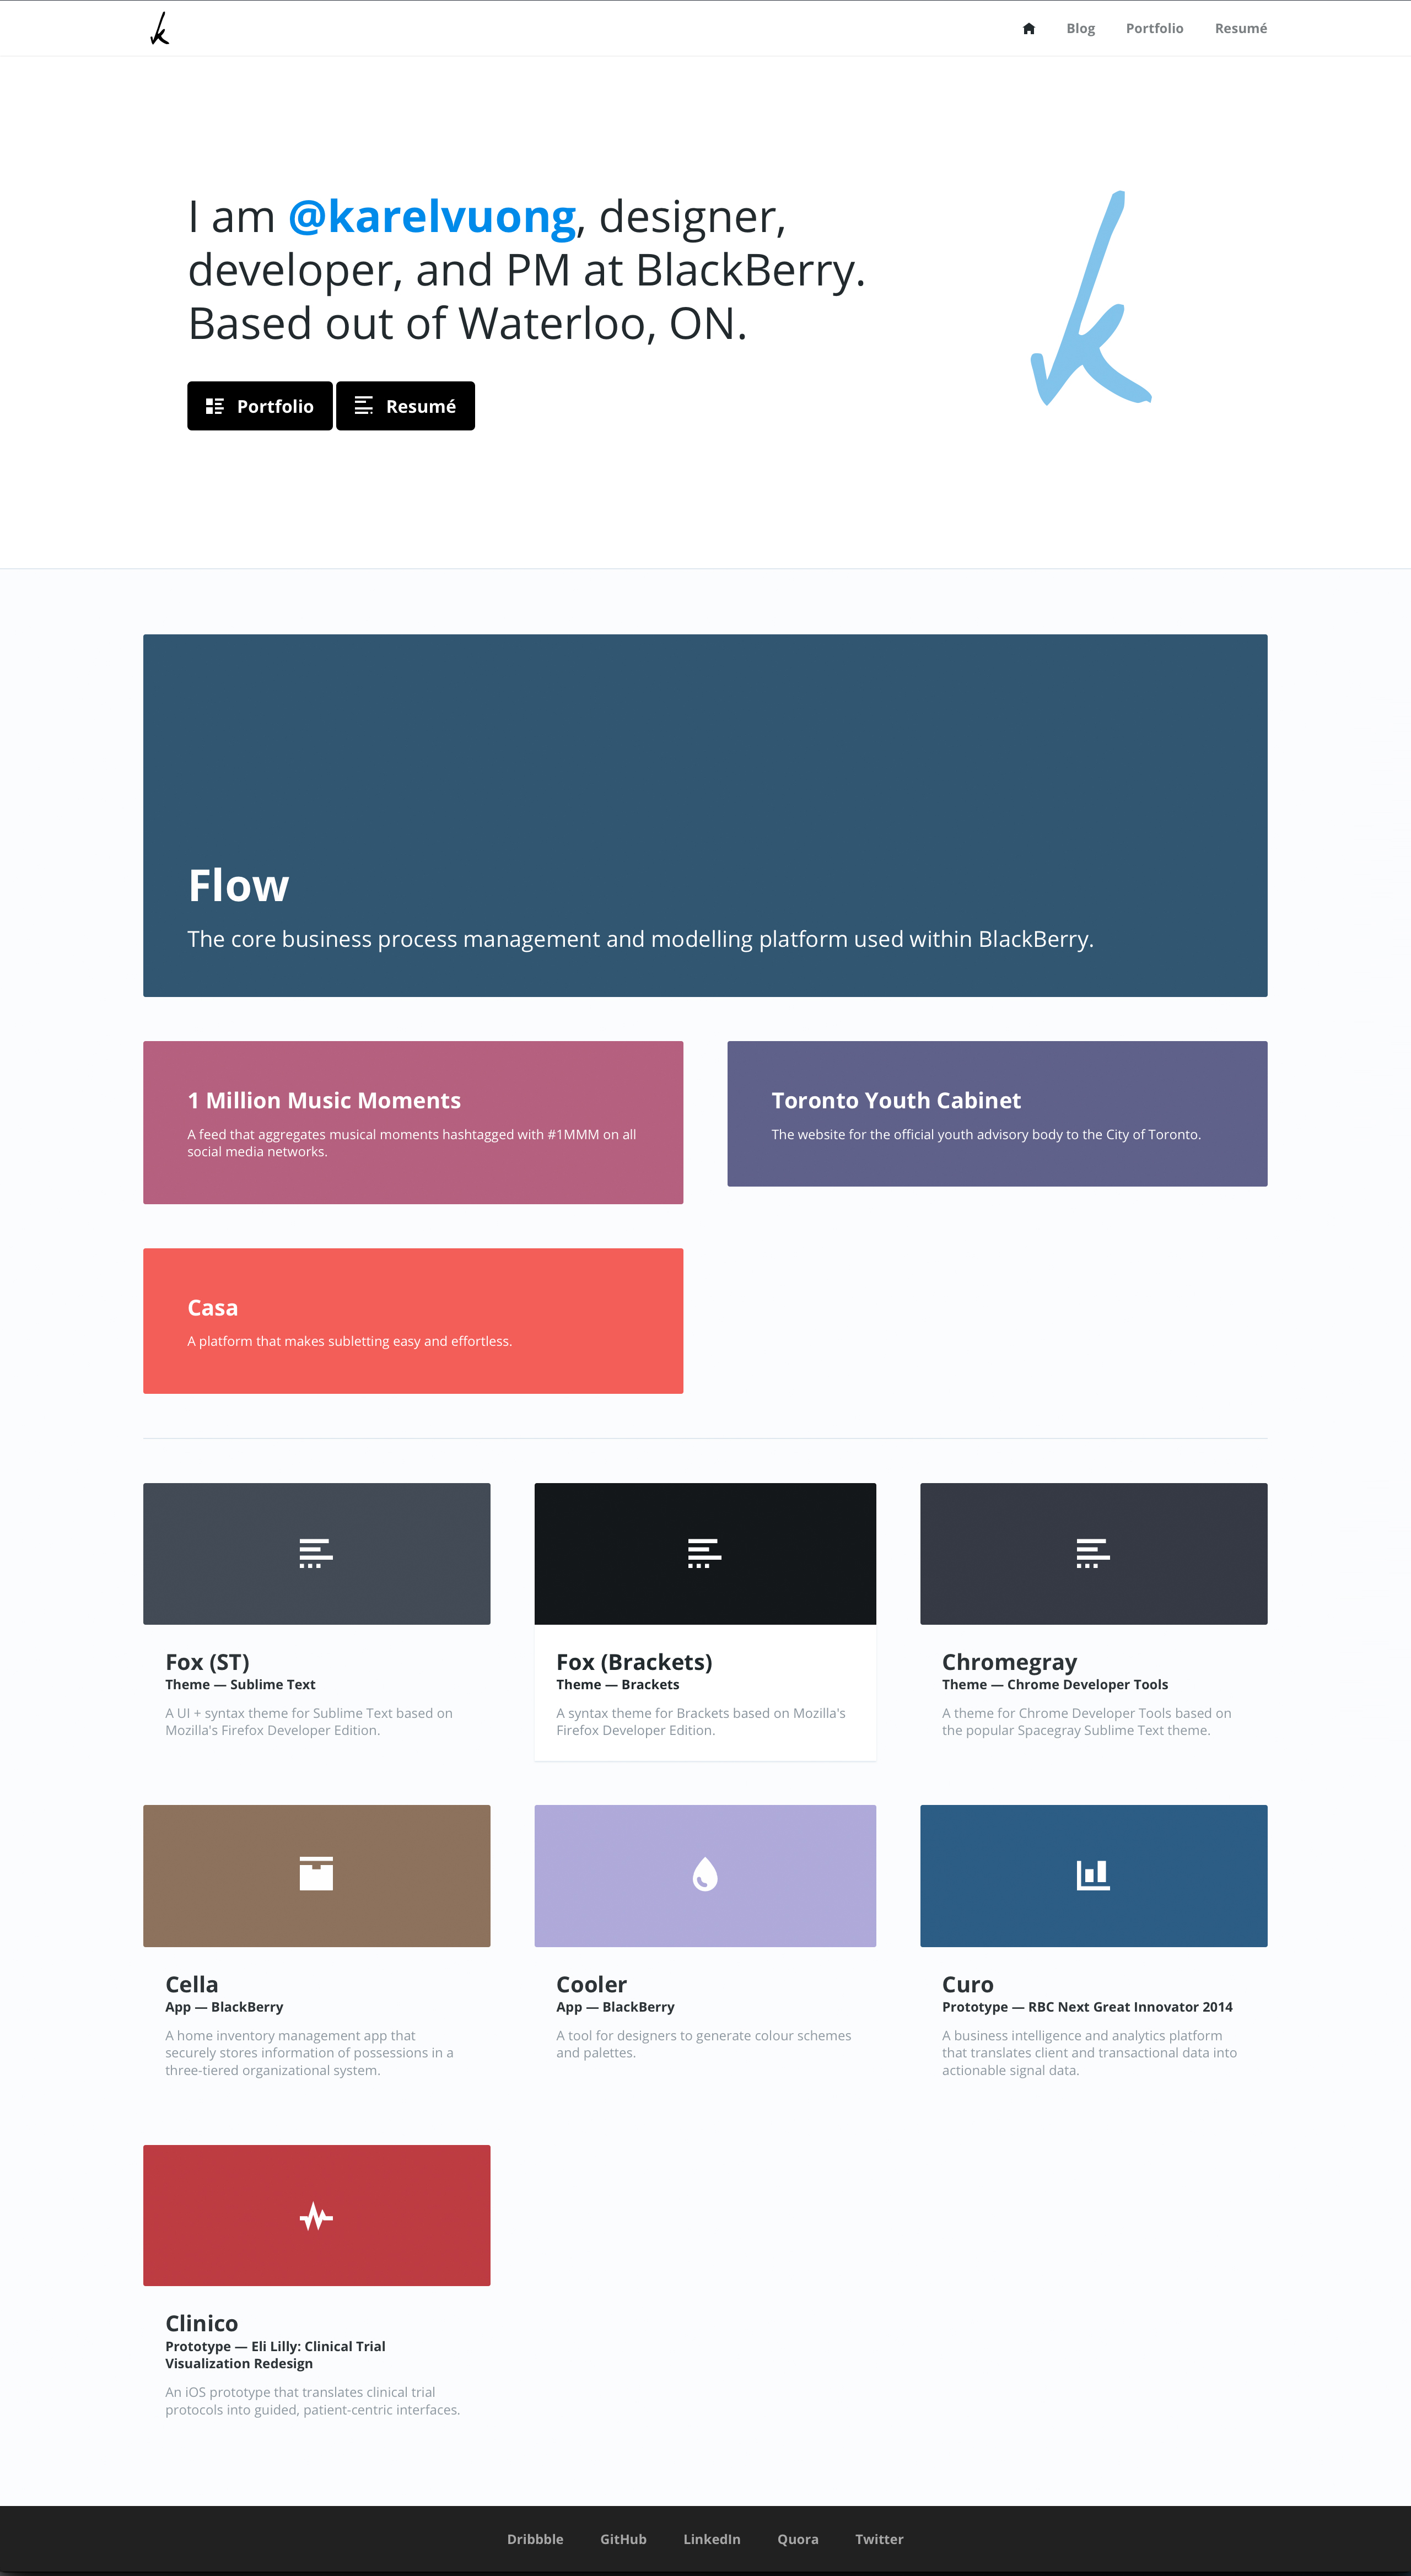 k
Blog Portfolio Resumé
I am @karelvuong, designer,
developer, and PM at BlackBerry.
Based out of Waterloo, ON.
k
Portfolio Resumé
Flow
The core business process management and modelling platform used within BlackBerry.
1 Million Music Moments
A feed that aggregates musical moments hashtagged with #1MMM on all
social media networks.
Toronto Youth Cabinet
The website for the official youth advisory body to the City of Toronto.
Casa
A platform that makes subletting easy and effortless.
Fox (ST)
Theme — Sublime Text
A UI + syntax theme for Sublime Text based on
Mozilla's Firefox Developer Edition.
Fox (Brackets)
Theme — Brackets
A syntax theme for Brackets based on Mozilla's
Firefox Developer Edition.
Chromegray
Theme — Chrome Developer Tools
A theme for Chrome Developer Tools based on
the popular Spacegray Sublime Text theme.
Cella
App — BlackBerry
A home inventory management app that
securely stores information of possessions in a
three-tiered organizational system.
Cooler
App — BlackBerry
A tool for designers to generate colour schemes
and palettes.
Curo
Prototype — RBC Next Great Innovator 2014
A business intelligence and analytics platform
that translates client and transactional data into
actionable signal data.
Clinico
Prototype — Eli Lilly: Clinical Trial
Visualization Redesign
An iOS prototype that translates clinical trial
protocols into guided, patient-centric interfaces.
Dribbble GitHub LinkedIn Quora Twitter